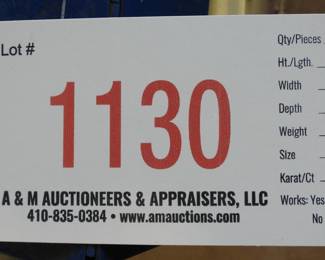 Lot #
1130
A & M AUCTIONEERS & APPRAISERS, LLC
410-835-0384 • www.amauctions.com
Qty/Pieces
Ht./Lgth.
Width
Depth
Weight
Size
Karat/Ct
Works: Yes
No